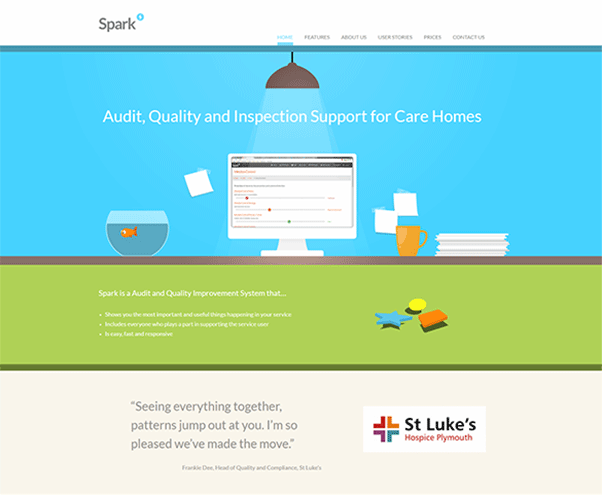 Spark
HOME FEATURES ABOUT US USER STORIES PRICES CONTACT US
Audit, Quality and Inspection Support for Care Homes
Spark is a Audit and Quality Improvement System that...
Shows you the most important and useful things happening in your service
Includes everyone who plays a part in supporting the service user
Is easy, fast and responsive
“Seeing everything together,
patterns jump out at you. I’m so
pleased we’ve made the move.”
Frankie Dee, Head of Quality and Compliance, St Luke's
St Luke's
Hospice Plymouth